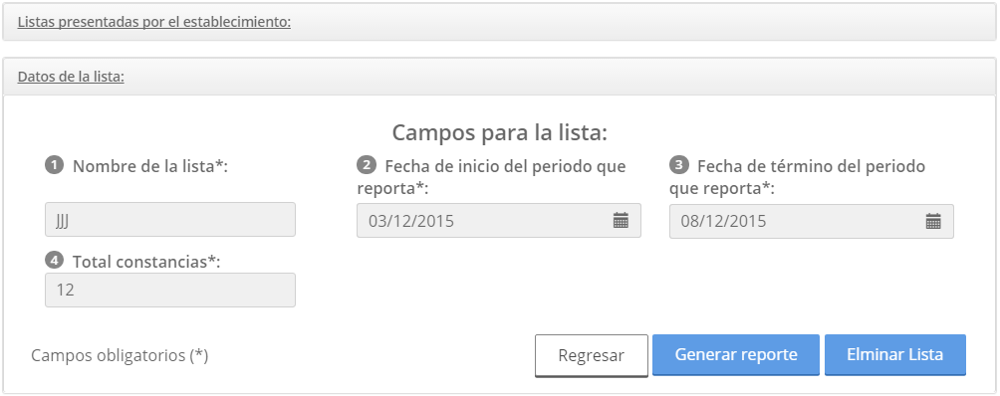 Listas presentadas por el establecimiento:
Datos de la lista:
Campos para la lista:
1 Nombre de la lista*:
2 Fecha de inicio del periodo que
reporta*:
3 Fecha de término del periodo
que reporta*:
JJJ
03/12/2015
08/12/2015
4 Total constancias*:
12
Campos obligatorios (*)
Regresar
Generar reporte
Elminar Lista